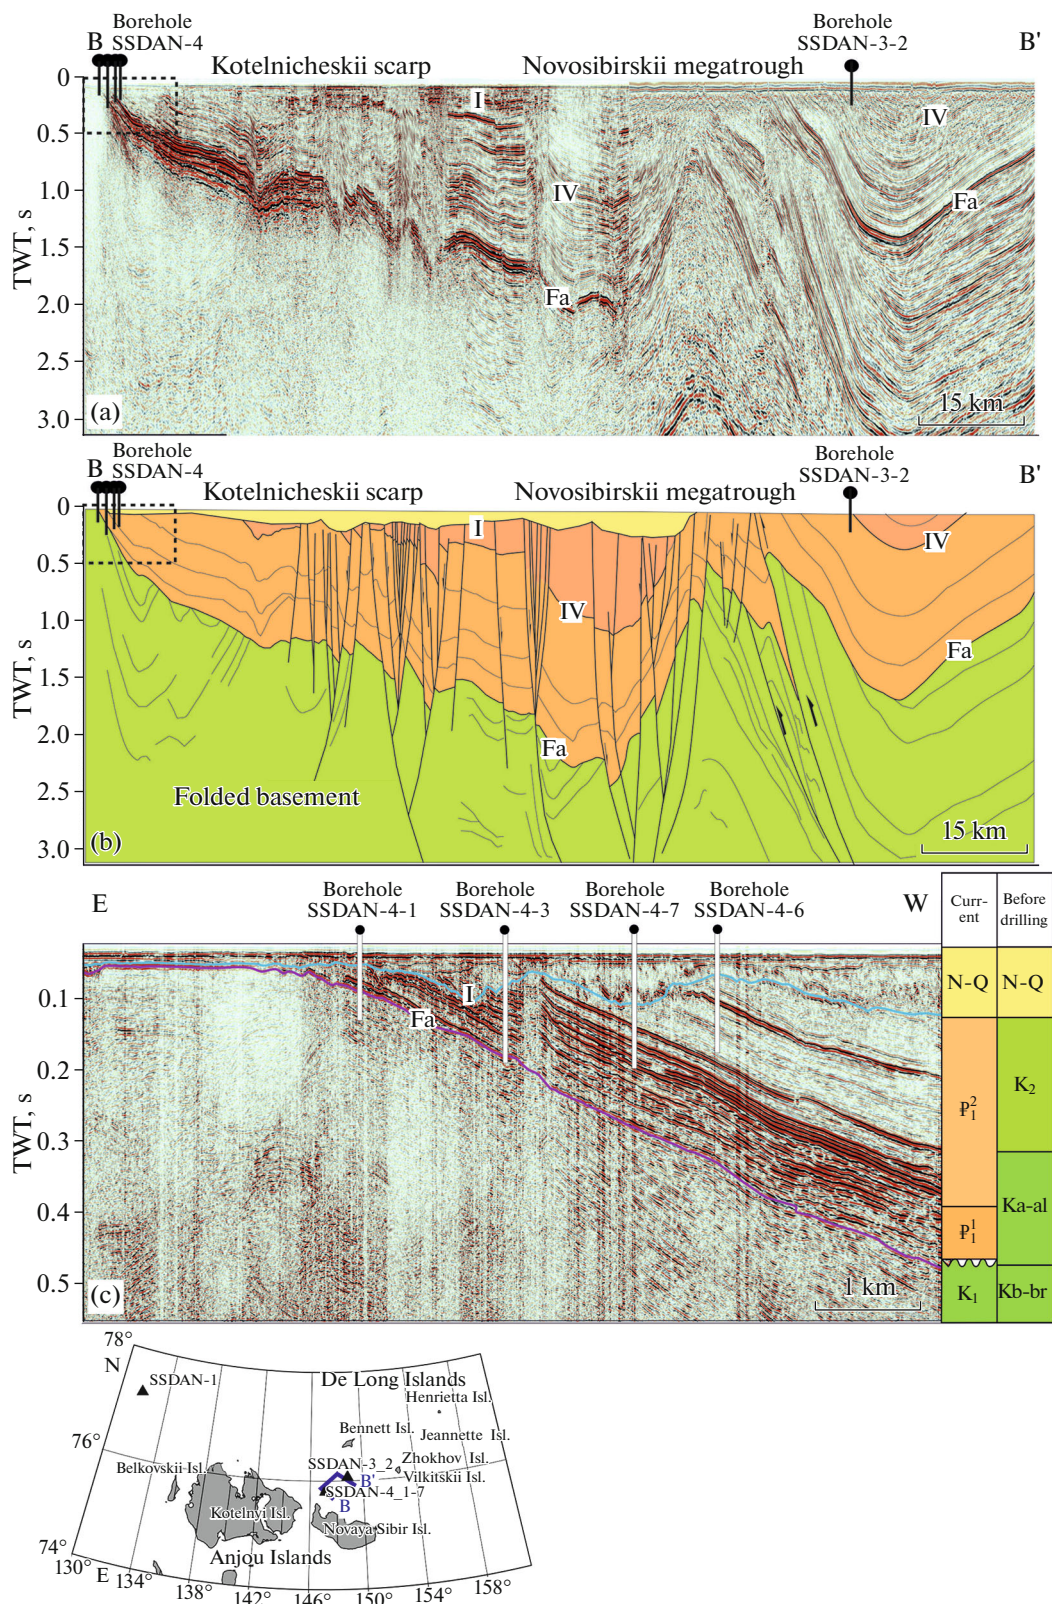 Borehole
B SSDAN-4
Kotelnicheskii scarp
Novosibirskii megatrough
Borehole
SSDAN-3-2
B'
0
0.5
1.0
1.5
2.0
2.5
3.0
TWT, s
I
IV
IV
Fa
Fa
(a)
15 km
Borehole
B SSDAN-4
Kotelnicheskii scarp
Novosibirskii megatrough
Borehole
SSDAN-3-2
B'
0
0.5
1.0
1.5
2.0
2.5
3.0
TWT, s
I
IV
IV
Fa
Fa
Folded basement
(b)
15 km
E
Borehole
SSDAN-4-1
Borehole
SSDAN-4-3
Borehole
SSDAN-4-7
Borehole
SSDAN-4-6
W
Curr-
ent
Before
drilling
0.1
0.2
0.3
0.4
0.5
TWT, s
I
Fa
(c)
1 km
N-Q
N-Q
₽₁²
K₂
Ka-al
₽₁¹
K₁
Kb-br
78°
N
SSDAN-1
De Long Islands
Henrietta Isl.
Bennett Isl.
Jeannette Isl.
76°
SSDAN-3_2
Zhokhov Isl.
Belkovskii Isl.
B'
Vilkitskii Isl.
SSDAN-4_1-7
B
Kotelnyi Isl.
Novaya Sibir Isl.
74°
Anjou Islands
130°
E
134°
138°
142°
146°
150°
154°
158°